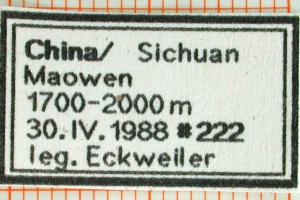 China/ Sichuan
Maowen
1700-2000 m
30. IV. 1988 #222
leg. Eckweiler